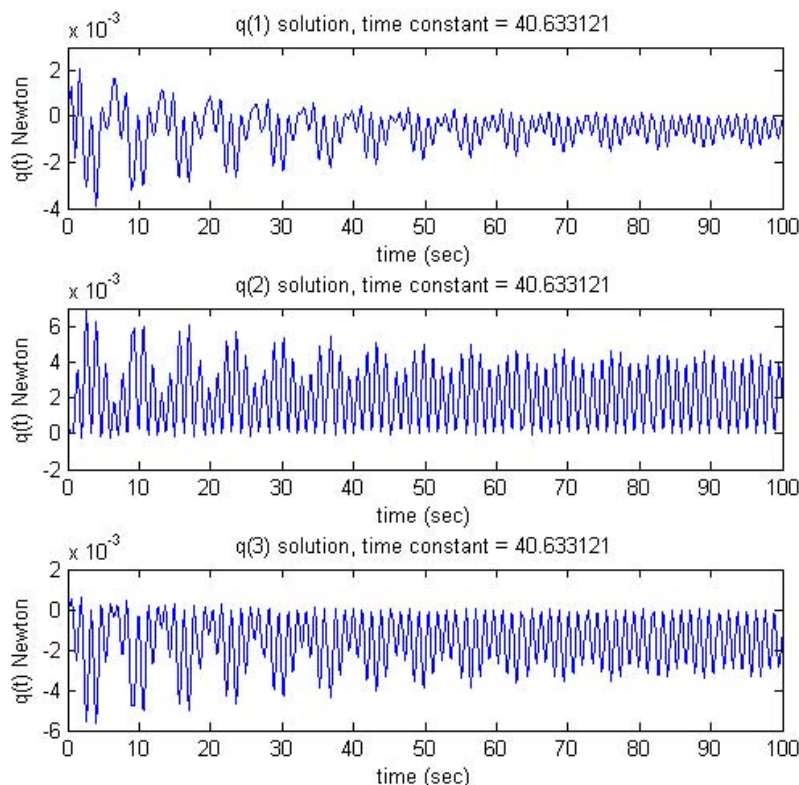 x 10^-3
q(1) solution, time constant = 40.633121
q(t) Newton
2
0
-2
-4
0 10 20 30 40 50 60 70 80 90 100
time (sec)
x 10^-3
q(2) solution, time constant = 40.633121
q(t) Newton
6
4
2
0
-2
0 10 20 30 40 50 60 70 80 90 100
time (sec)
x 10^-3
q(3) solution, time constant = 40.633121
q(t) Newton
2
0
-2
-4
-6
0 10 20 30 40 50 60 70 80 90 100
time (sec)